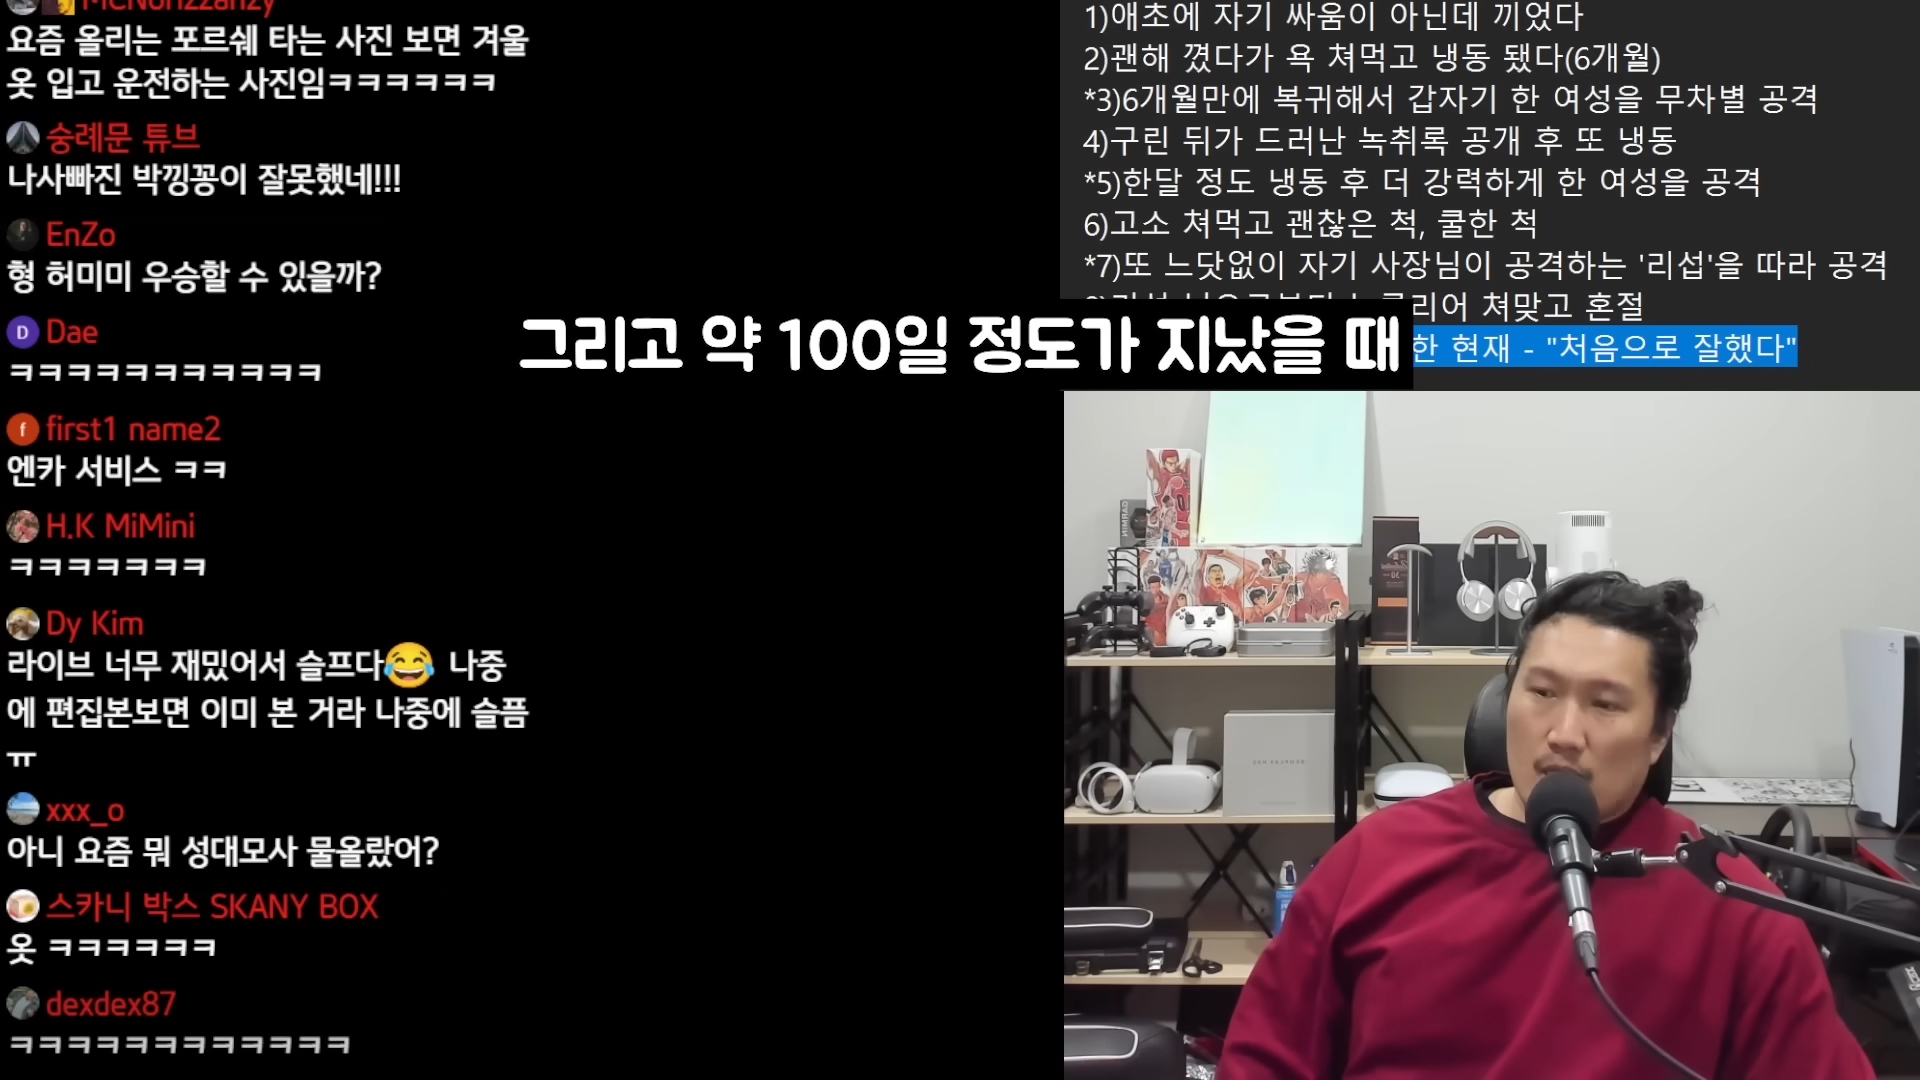 McNorizzanzy
요즘 올리는 포르쉐 타는 사진 보면 겨울
옷 입고 운전하는 사진임ㅋㅋㅋㅋㅋㅋ
숭례문 튜브
나사빠진 박낑꽁이 잘못했네!!!
EnZo
형 허미미 우승할 수 있을까?
D Dae
ㅋㅋㅋㅋㅋㅋㅋㅋㅋㅋㅋ
f first1 name2
엔카 서비스 ㅋㅋ
H.K MiMini
ㅋㅋㅋㅋㅋㅋㅋ
Dy Kim
라이브 너무 재밌어서 슬프다😂 나중
에 편집본보면 이미 본 거라 나중에 슬픔
ㅠ
xxx_o
아니 요즘 뭐 성대모사 물올랐어?
스카니 박스 SKANY BOX
옷 ㅋㅋㅋㅋㅋㅋ
dexdex87
ㅋㅋㅋㅋㅋㅋㅋㅋㅋㅋㅋㅋ
1)애초에 자기 싸움이 아닌데 끼었다
2)괜해 꼈다가 욕 쳐먹고 냉동 됐다(6개월)
*3)6개월만에 복귀해서 갑자기 한 여성을 무차별 공격
4)구린 뒤가 드러난 녹취록 공개 후 또 냉동
*5)한달 정도 냉동 후 더 강력하게 한 여성을 공격
6)고소 쳐먹고 괜찮은 척, 쿨한 척
*7)또 느닷없이 자기 사장님이 공격하는 '리섭'을 따라 공격
쳐맞고 혼절
한 현재 - "처음으로 잘했다"
그리고 약 100일 정도가 지났을 때
GARMIN